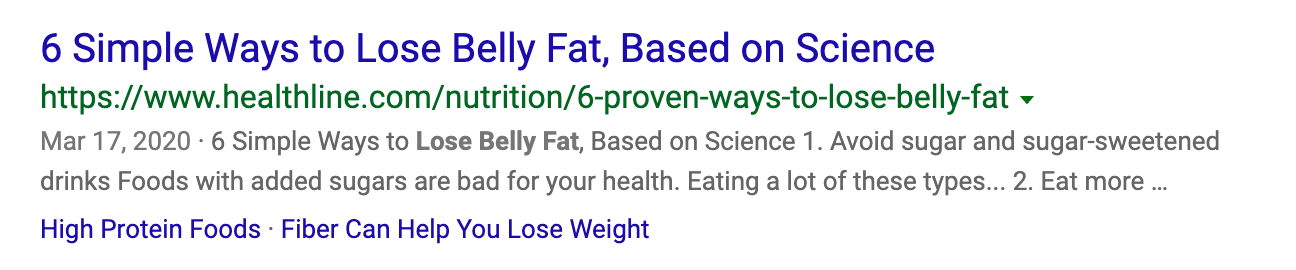 6 Simple Ways to Lose Belly Fat, Based on Science
https://www.healthline.com/nutrition/6-proven-ways-to-lose-belly-fat
Mar 17, 2020 · 6 Simple Ways to Lose Belly Fat, Based on Science 1. Avoid sugar and sugar-sweetened
drinks Foods with added sugars are bad for your health. Eating a lot of these types... 2. Eat more ...
High Protein Foods · Fiber Can Help You Lose Weight